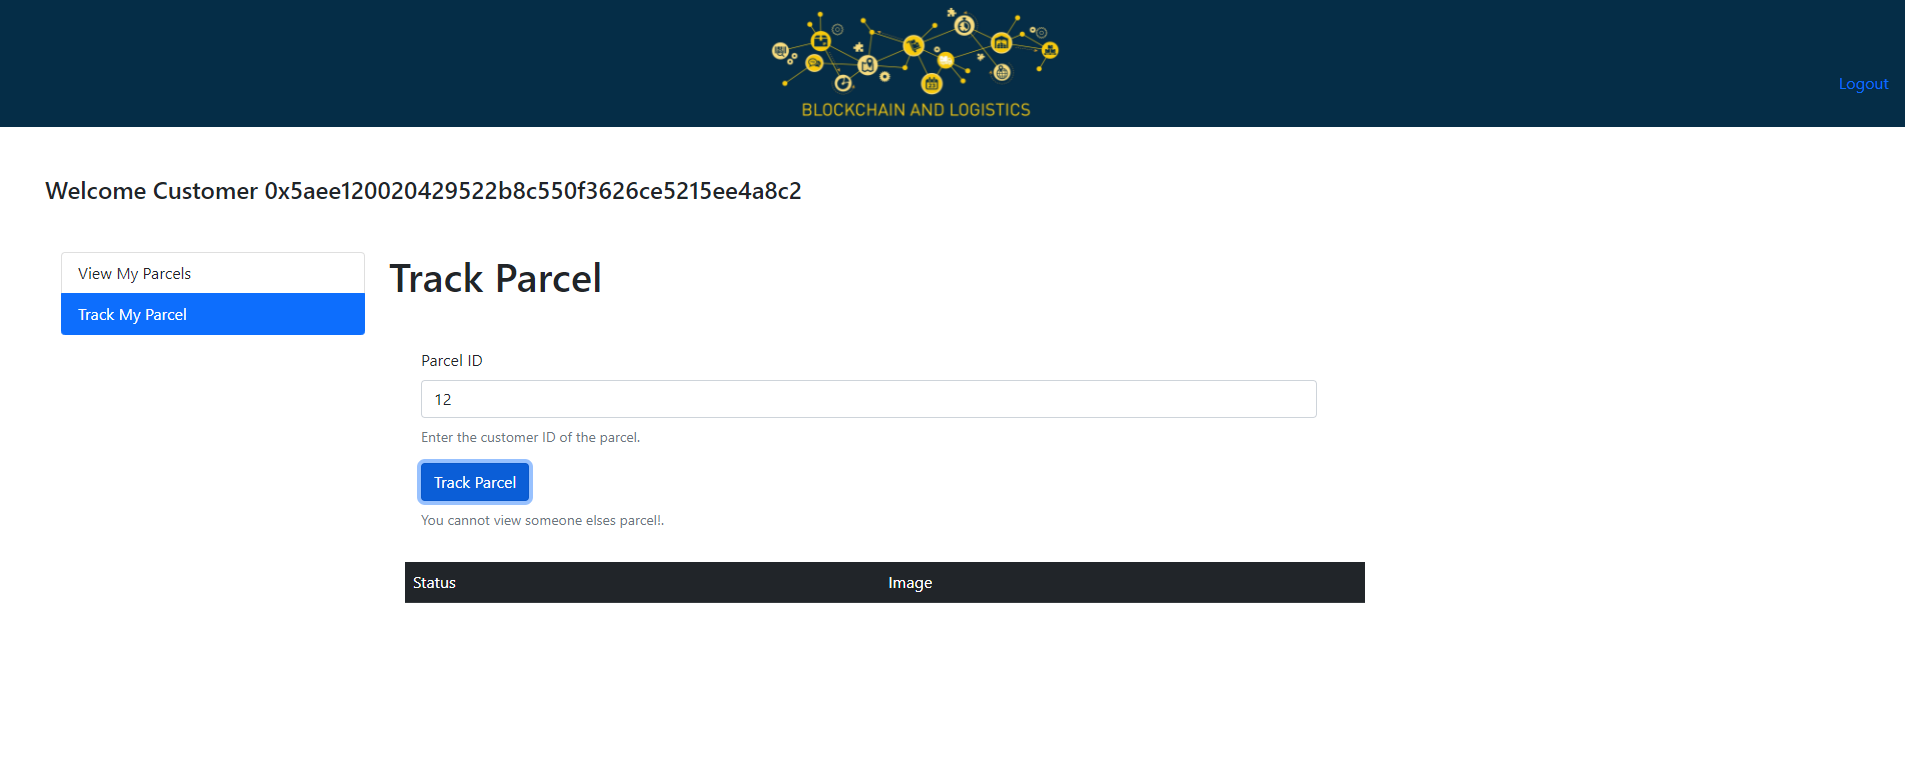 BLOCKCHAIN AND LOGISTICS
Logout
Welcome Customer 0x5aee120020429522b8c550f3626ce5215ee4a8c2
View My Parcels
Track My Parcel
Track Parcel
Parcel ID
12
Enter the customer ID of the parcel.
Track Parcel
You cannot view someone elses parcel!.
Status Image